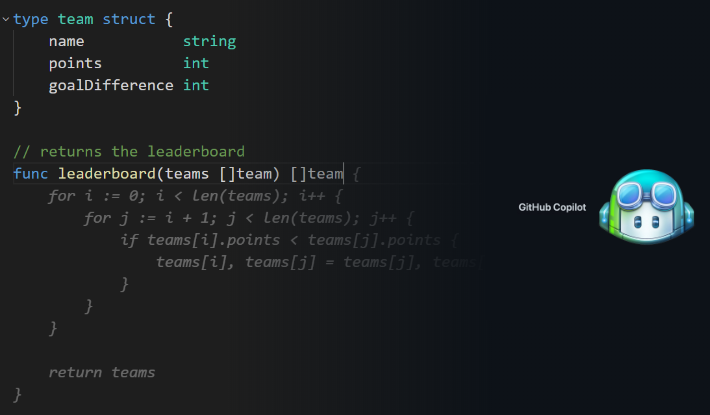 type team struct {
    name           string
    points         int
    goalDifference int
}
// returns the leaderboard
func leaderboard(teams []team) []team {
    for i := 0; i < len(teams); i++ {
        for j := i + 1; j < len(teams); j++ {
            if teams[i].points < teams[j].points {
                teams[i], teams[j] = teams[j], teams
            }
        }
    }
    return teams
}
GitHub Copilot